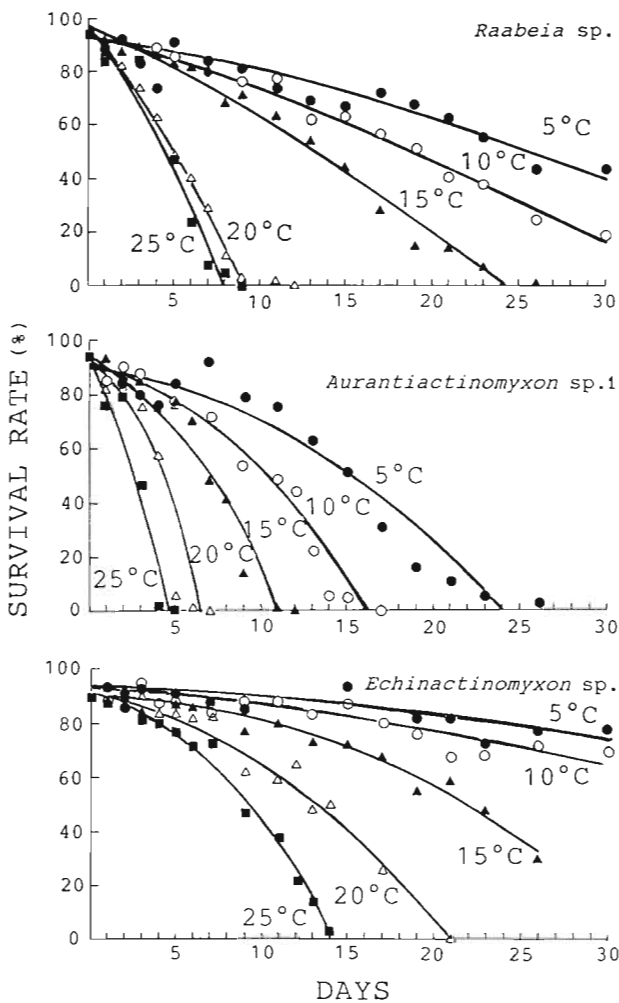 Raabeia sp.
100
80
60
40
20
0
5°C
10°C
15°C
20°C
25°C
5 10 15 20 25 30
Aurantiactinomyxon sp.1
100
80
60
40
20
0
5°C
10°C
15°C
20°C
25°C
5 10 15 20 25 30
Echinactinomyxon sp.
100
80
60
40
20
0
5°C
10°C
15°C
20°C
25°C
5 10 15 20 25 30
SURVIVAL RATE (%)
DAYS